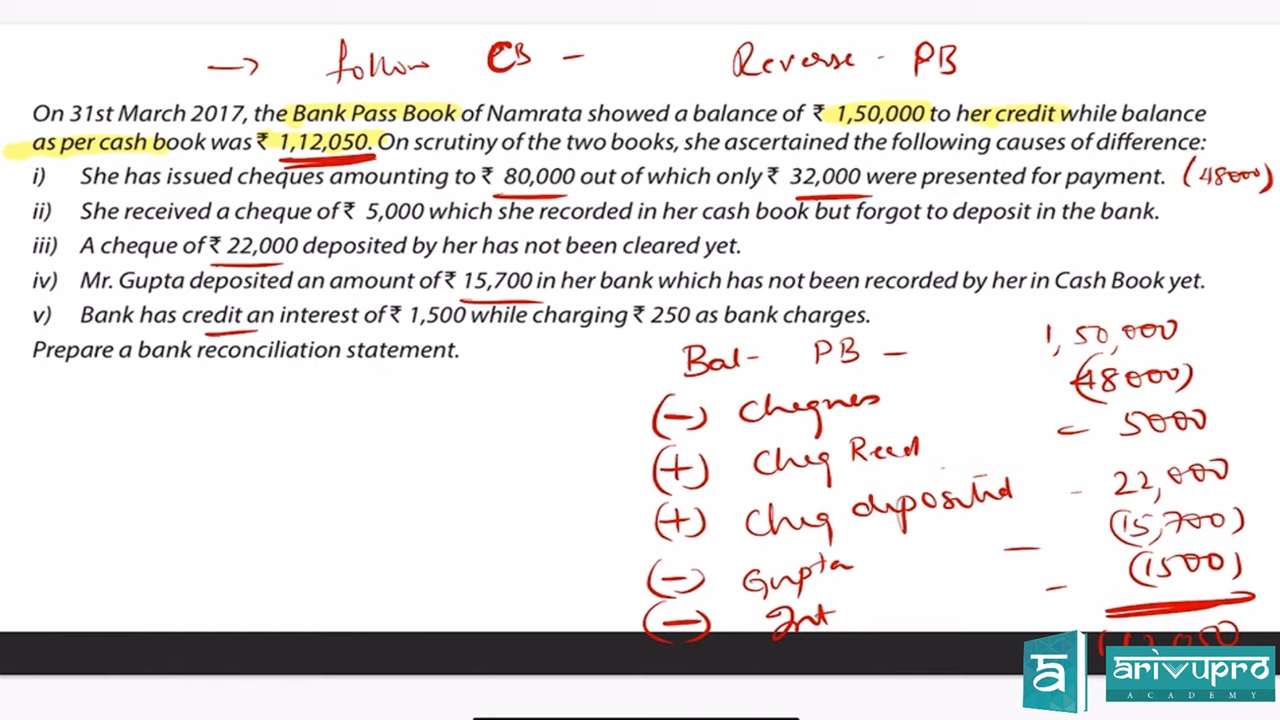 → follow CB - Reverse - PB
On 31st March 2017, the Bank Pass Book of Namrata showed a balance of ₹ 1,50,000 to her credit while balance
as per cash book was ₹ 1,12,050. On scrutiny of the two books, she ascertained the following causes of difference:
i) She has issued cheques amounting to ₹ 80,000 out of which only ₹ 32,000 were presented for payment. (48000)
ii) She received a cheque of ₹ 5,000 which she recorded in her cash book but forgot to deposit in the bank.
iii) A cheque of ₹ 22,000 deposited by her has not been cleared yet.
iv) Mr. Gupta deposited an amount of ₹ 15,700 in her bank which has not been recorded by her in Cash Book yet.
v) Bank has credit an interest of ₹ 1,500 while charging ₹ 250 as bank charges.
Prepare a bank reconciliation statement.
Bal- PB - 1,50,000
(-) Cheques (48000)
(+) Cheq Recd - 5000
(+) Cheq deposited - 22,000
(-) Gupta - (15,700)
(-) Int - (1500)
arivupro
ACADEMY